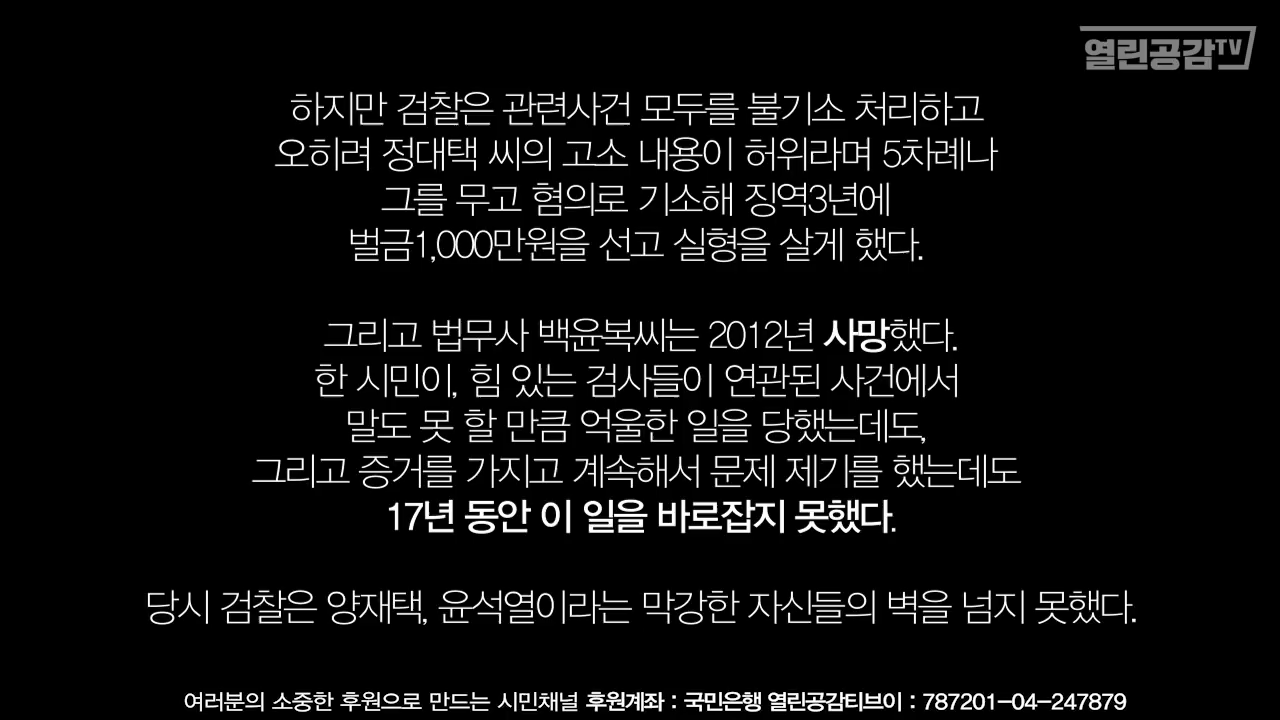 열린공감TV
하지만 검찰은 관련사건 모두를 불기소 처리하고
오히려 정대택 씨의 고소 내용이 허위라며 5차례나
그를 무고 혐의로 기소해 징역3년에
벌금1,000만원을 선고 실형을 살게 했다.
그리고 법무사 백윤복씨는 2012년 사망했다.
한 시민이, 힘 있는 검사들이 연관된 사건에서
말도 못 할 만큼 억울한 일을 당했는데도,
그리고 증거를 가지고 계속해서 문제 제기를 했는데도
17년 동안 이 일을 바로잡지 못했다.
당시 검찰은 양재택, 윤석열이라는 막강한 자신들의 벽을 넘지 못했다.
여러분의 소중한 후원으로 만드는 시민채널 후원계좌 : 국민은행 열린공감티브이 : 787201-04-247879